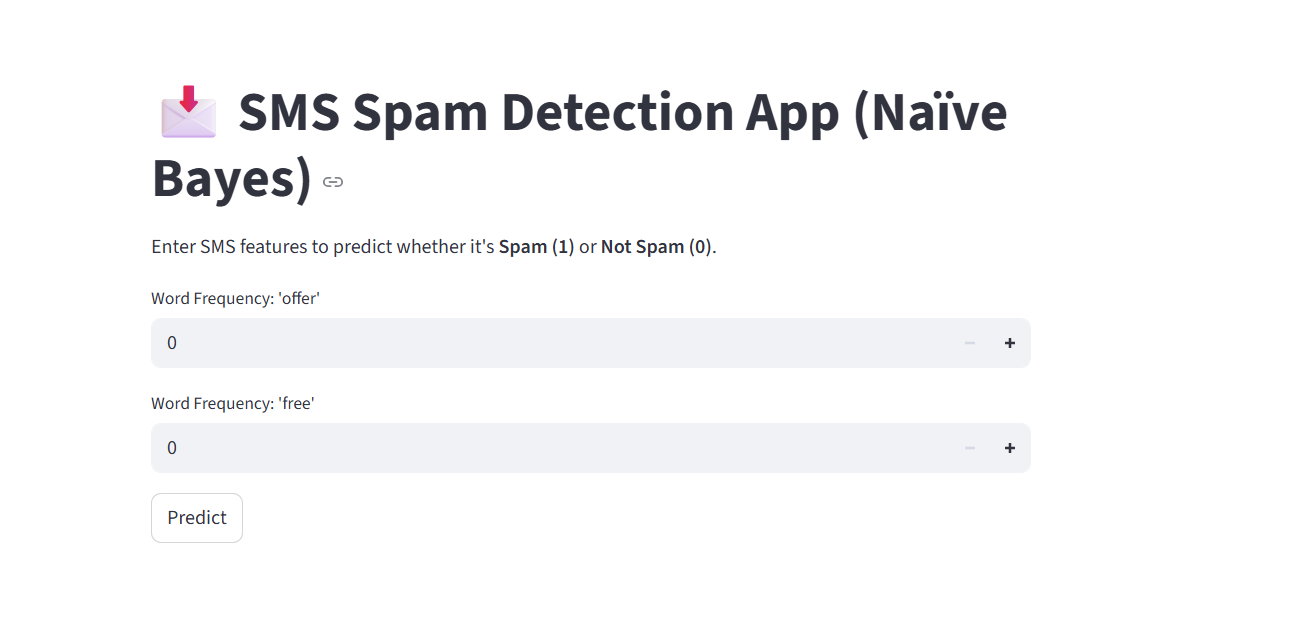 SMS Spam Detection App (Naïve
Bayes)
Enter SMS features to predict whether it's Spam (1) or Not Spam (0).
Word Frequency: 'offer'
0
Word Frequency: 'free'
0
Predict